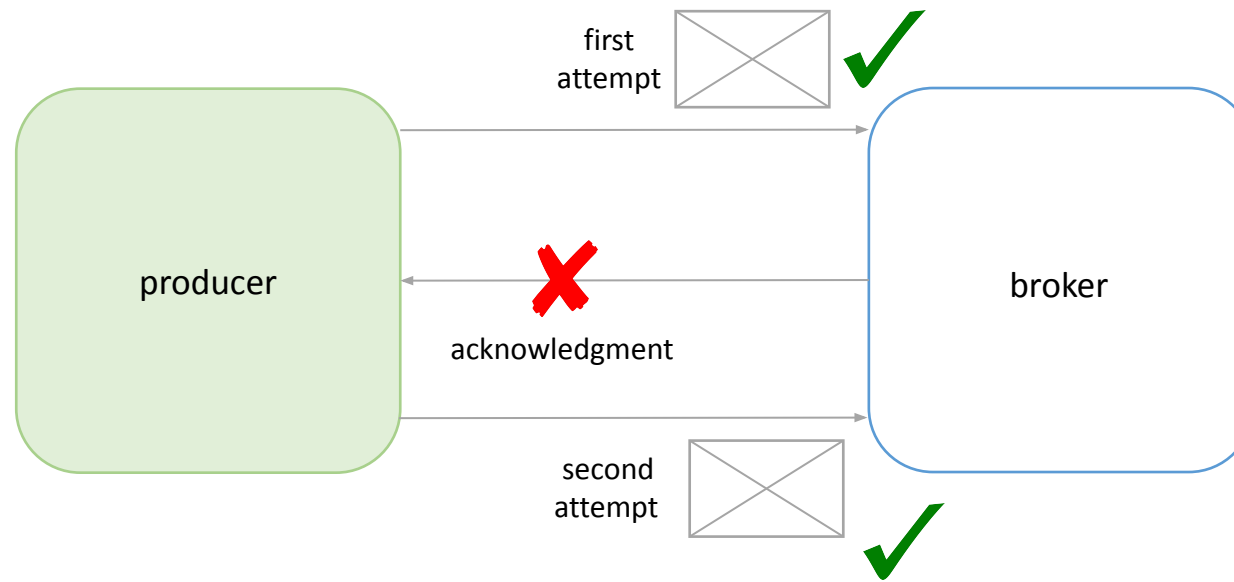 first
attempt
producer
broker
acknowledgment
second
attempt